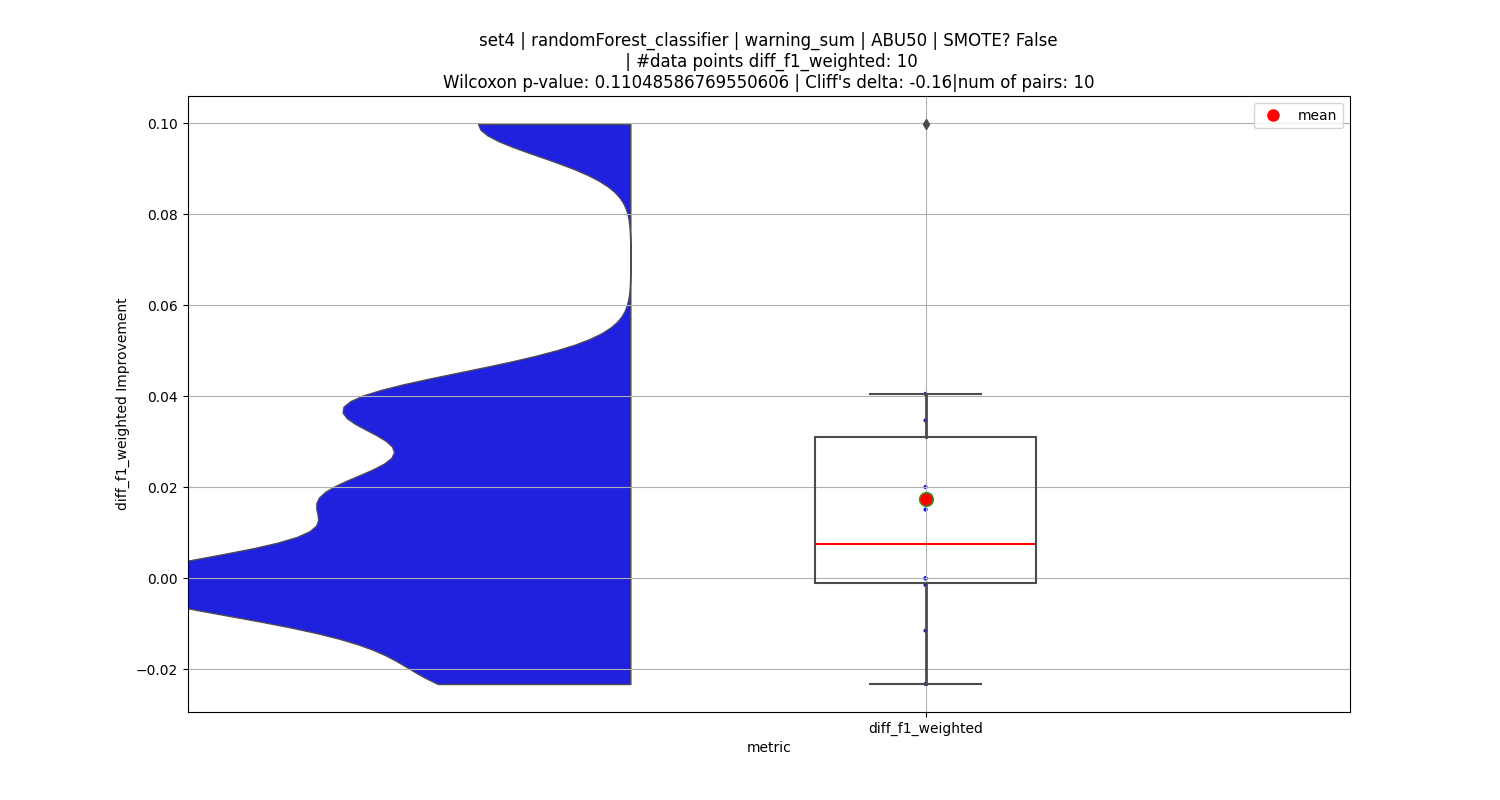 set4 | randomForest_classifier | warning_sum | ABU50 | SMOTE? False
| #data points diff_f1_weighted: 10
Wilcoxon p-value: 0.11048586769550606 | Cliff's delta: -0.16|num of pairs: 10
mean
0.10
0.08
0.06
0.04
0.02
0.00
−0.02
diff_f1_weighted Improvement
diff_f1_weighted
metric